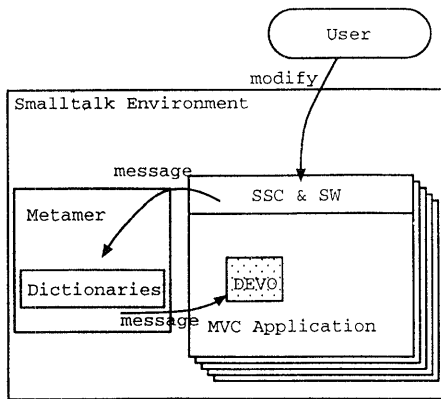 User
modify
Smalltalk Environment
message
SSC & SW
Metamer
DEVO
Dictionaries
message
MVC Application